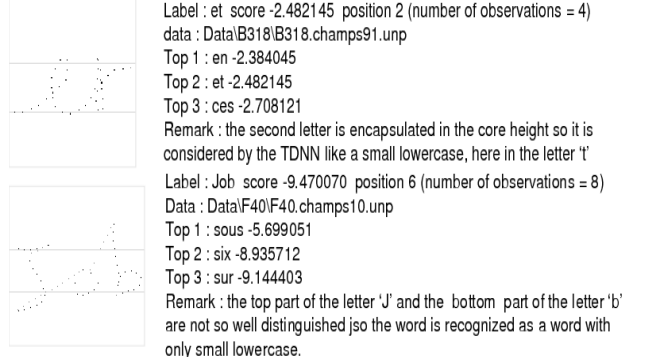 Label : et score -2.482145 position 2 (number of observations = 4)
data : Data\B318\B318.champs91.unp
Top 1 : en -2.384045
Top 2 : et -2.482145
Top 3 : ces -2.708121
Remark : the second letter is encapsulated in the core height so it is
considered by the TDNN like a small lowercase, here in the letter ‘t’
Label : Job score -9.470070 position 6 (number of observations = 8)
Data : Data\F40\F40.champs10.unp
Top 1 : sous -5.699051
Top 2 : six -8.935712
Top 3 : sur -9.144403
Remark : the top part of the letter ‘J’ and the bottom part of the letter ‘b’
are not so well distinguished jso the word is recognized as a word with
only small lowercase.